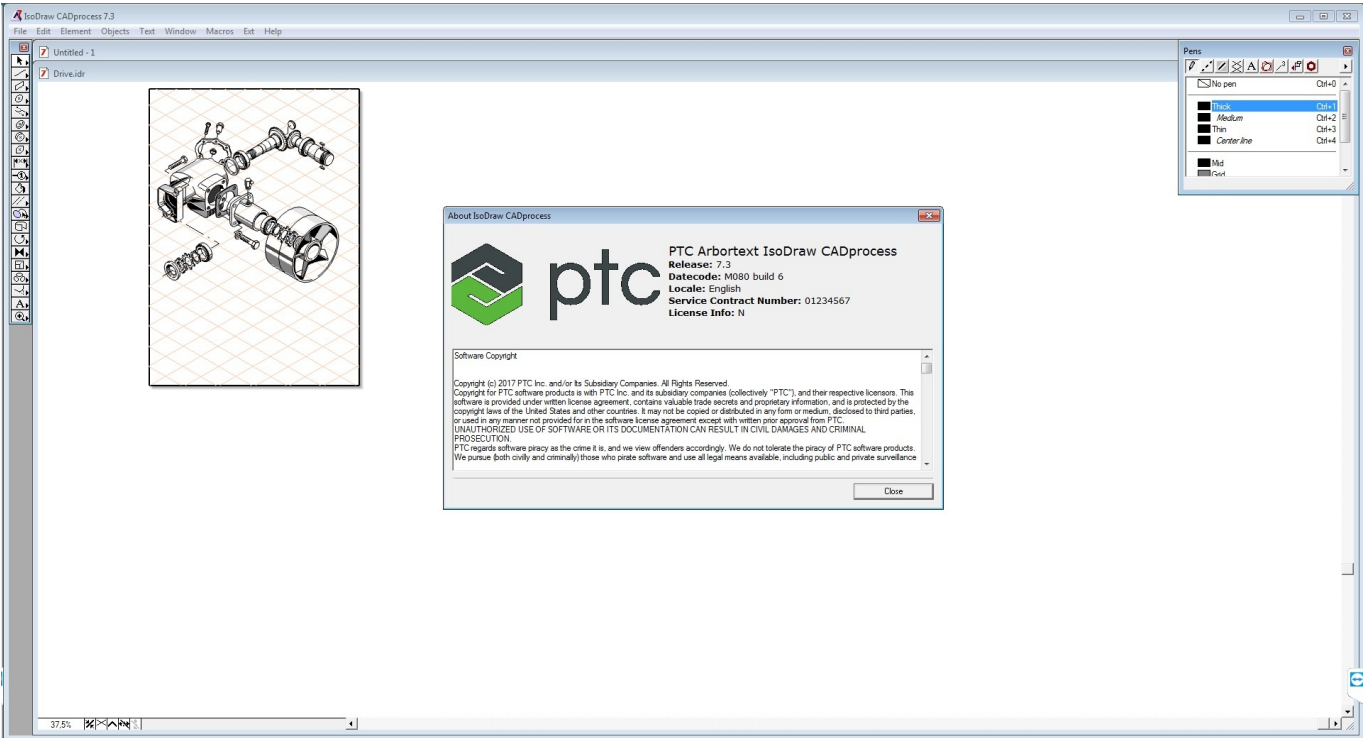 IsoDraw CADprocess 7.3
File Edit Element Objects Text Window Macros Ext Help
Untitled - 1
Drive.idr
Pens
No pen Ctrl+0
Thick Ctrl+1
Medium Ctrl+2
Thin Ctrl+3
Center line Ctrl+4
Mid
Grid
About IsoDraw CADprocess
ptc
PTC Arbortext IsoDraw CADprocess
Release: 7.3
Datecode: M080 build 6
Locale: English
Service Contract Number: 01234567
License Info: N
Software Copyright
Copyright (c) 2017 PTC Inc. and/or Its Subsidiary Companies. All Rights Reserved.
Copyright for PTC software products is with PTC Inc. and its subsidiary companies (collectively "PTC"), and their respective licensors. This
software is provided under written license agreement, contains valuable trade secrets and proprietary information, and is protected by the
copyright laws of the United States and other countries. It may not be copied or distributed in any form or medium, disclosed to third parties,
or used in any manner not provided for in the software license agreement except with written prior approval from PTC.
UNAUTHORIZED USE OF SOFTWARE OR ITS DOCUMENTATION CAN RESULT IN CIVIL DAMAGES AND CRIMINAL
PROSECUTION.
PTC regards software piracy as the crime it is, and we view offenders accordingly. We do not tolerate the piracy of PTC software products.
We pursue (both civilly and criminally) those who pirate software and use all legal means available, including public and private surveillance
Close
37,5%